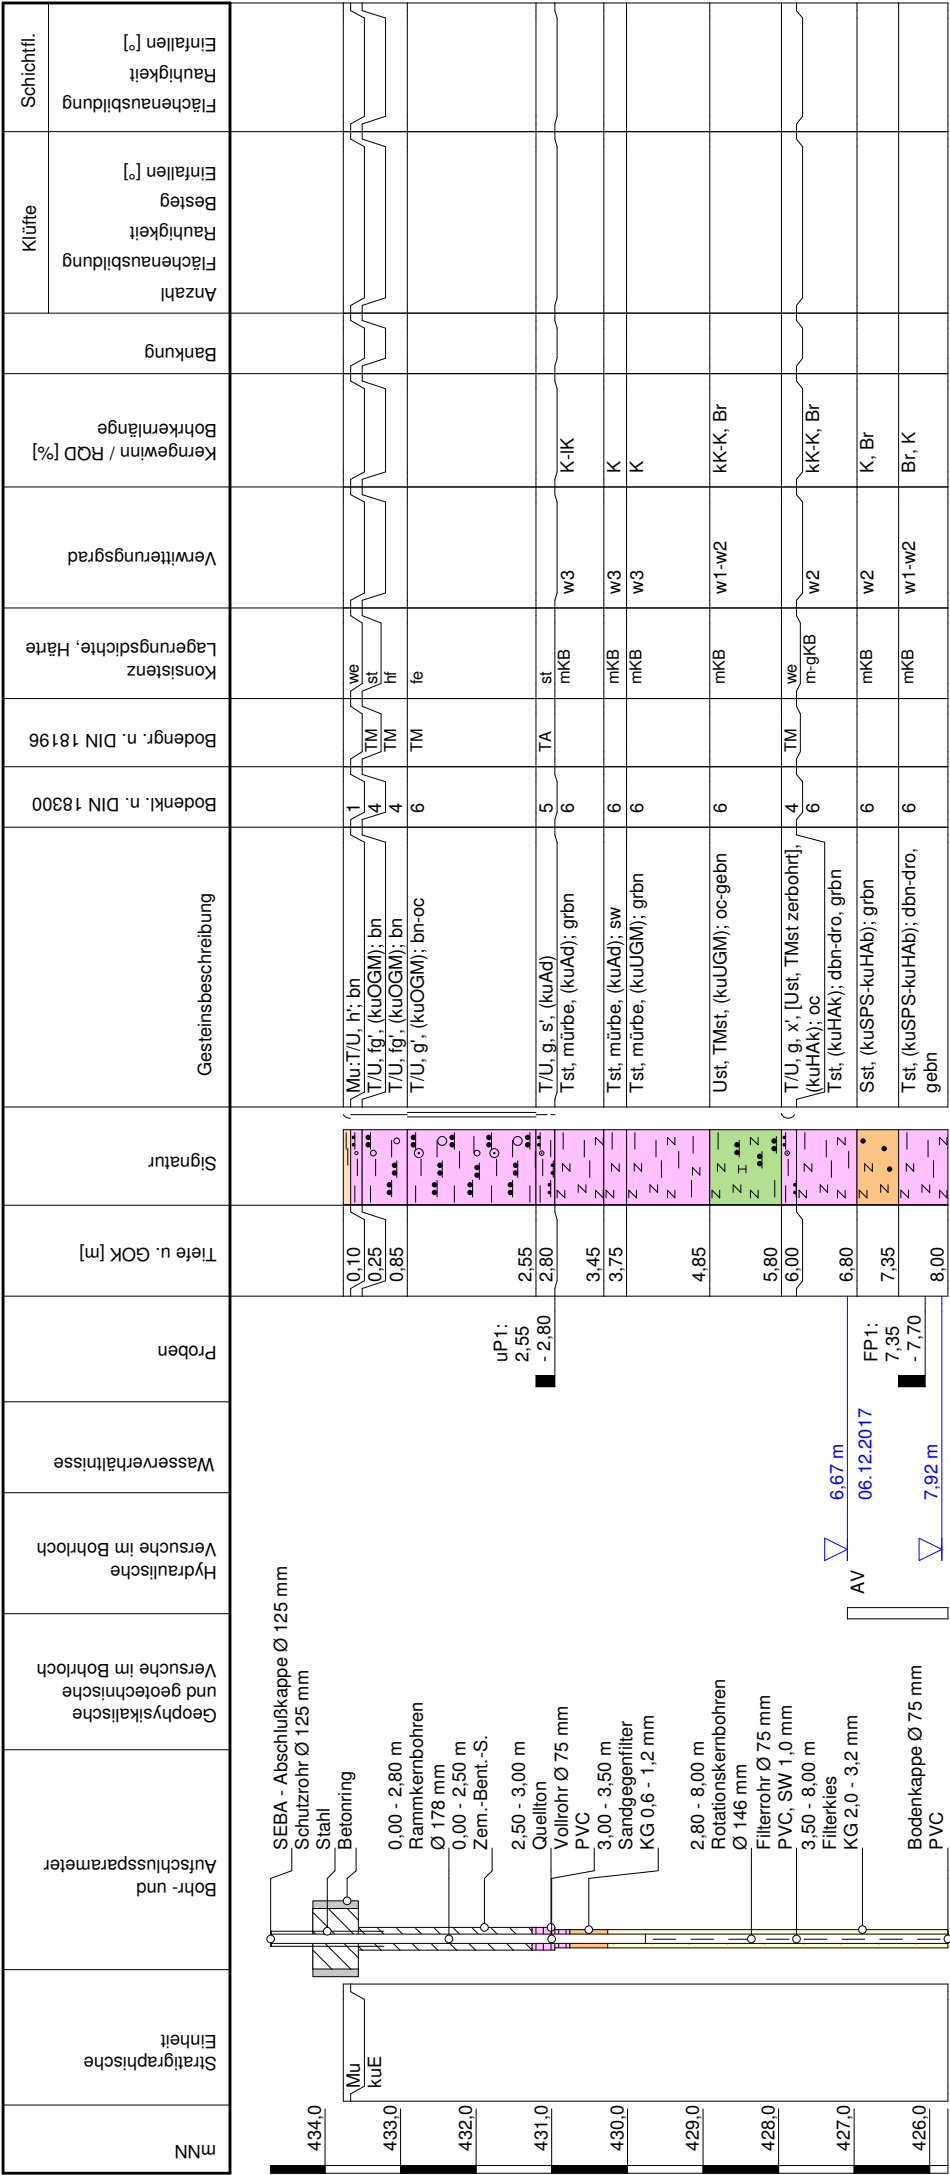 mNN
Stratigraphische
Einheit
Bohr- und
Aufschlussparameter
Geophysikalische
und geotechnische
Versuche im Bohrloch
Hydraulische
Versuche im Bohrloch
Wasserverhältnisse
Proben
Tiefe u. GOK [m]
Signatur
Gesteinsbeschreibung
Bodenkl. n. DIN 18300
Bodengr. n. DIN 18196
Konsistenz
Lagerungsdichte, Härte
Verwitterungsgrad
Kerngewinn / RQD [%]
Bohrkernlänge
Bankung
Klüfte
Anzahl
Flächenausbildung
Rauhigkeit
Besteg
Einfallen [°]
Schichtfl.
Flächenausbildung
Rauhigkeit
Einfallen [°]
434,0
433,0
432,0
431,0
430,0
429,0
428,0
427,0
426,0
Mu
kuE
SEBA - Abschlußkappe Ø 125 mm
Schutzrohr Ø 125 mm
Stahl
Betonring
0,00 - 2,80 m
Rammkernbohren
Ø 178 mm
0,00 - 2,50 m
Zem.-Bent.-S.
2,50 - 3,00 m
Quellton
Vollrohr Ø 75 mm
PVC
3,00 - 3,50 m
Sandgegenfilter
KG 0,6 - 1,2 mm
2,80 - 8,00 m
Rotationskernbohren
Ø 146 mm
Filterrohr Ø 75 mm
PVC, SW 1,0 mm
3,50 - 8,00 m
Filterkies
KG 2,0 - 3,2 mm
Bodenkappe Ø 75 mm
PVC
AV
6,67 m
06.12.2017
7,92 m
uP1:
2,55
- 2,80
FP1:
7,35
- 7,70
0,10
0,25
0,85
2,55
2,80
3,45
3,75
4,85
5,80
6,00
6,80
7,35
8,00
Mu:T/U, h'; bn
T/U, fg', (kuOGM); bn
T/U, fg', (kuOGM); bn
T/U, g', (kuOGM); bn-oc
T/U, g, s', (kuAd)
Tst, mürbe, (kuAd); grbn
Tst, mürbe, (kuAd); sw
Tst, mürbe, (kuUGM); grbn
Ust, TMst, (kuUGM); oc-gebn
T/U, g, x', [Ust, TMst zerbohrt],
(kuHAk); oc
Tst, (kuHAk); dbn-dro, grbn
Sst, (kuSPS-kuHAb); grbn
Tst, (kuSPS-kuHAb); dbn-dro,
gebn
1
4
4
6
5
6
6
6
6
4
6
6
6
TM
TM
TM
TA
TM
we
st
hf
fe
st
mKB
mKB
mKB
mKB
we
m-gKB
mKB
mKB
w3
w3
w3
w1-w2
w2
w2
w1-w2
K-lK
K
K
kK-K, Br
kK-K, Br
K, Br
Br, K